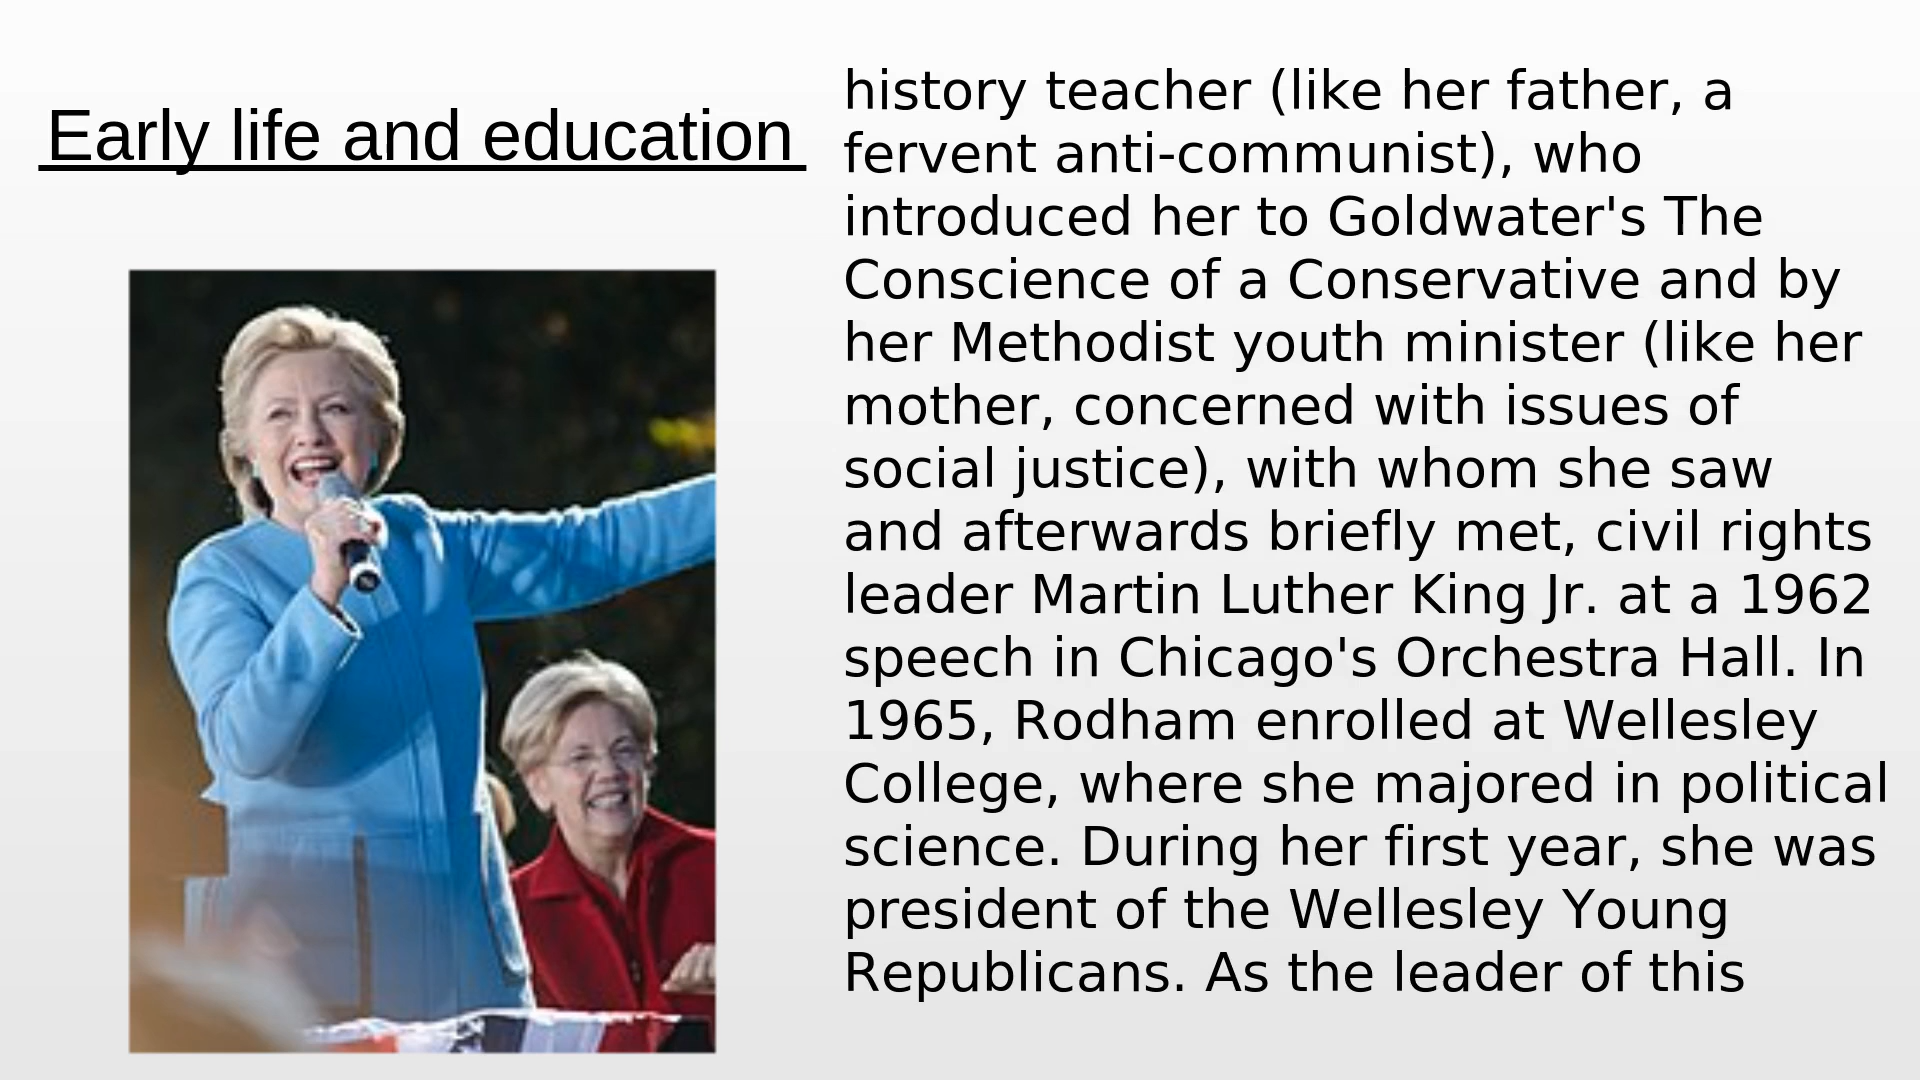 Early life and education
history teacher (like her father, a
fervent anti-communist), who
introduced her to Goldwater's The
Conscience of a Conservative and by
her Methodist youth minister (like her
mother, concerned with issues of
social justice), with whom she saw
and afterwards briefly met, civil rights
leader Martin Luther King Jr. at a 1962
speech in Chicago's Orchestra Hall. In
1965, Rodham enrolled at Wellesley
College, where she majored in political
science. During her first year, she was
president of the Wellesley Young
Republicans. As the leader of this